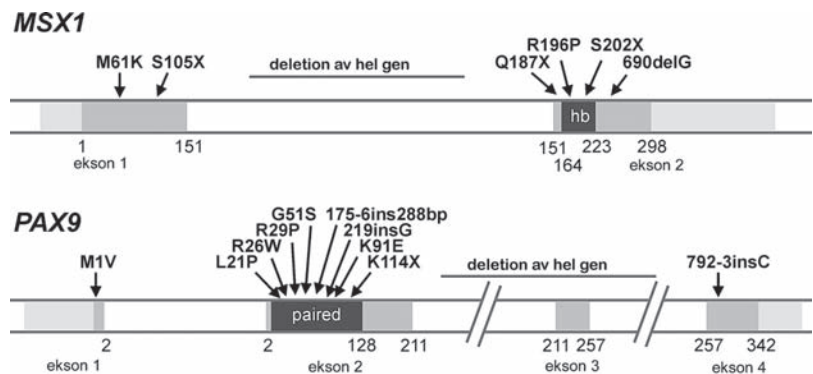 MSX1
M61K S105X
deletion av hel gen
R196P S202X
Q187X 690delG
hb
1 151
ekson 1
151 223 298
164 ekson 2
PAX9
G51S 175-6ins288bp
R29P 219insG
R26W K91E
L21P K114X
M1V
deletion av hel gen
792-3insC
paired
2 2 128 211 211 257 257 342
ekson 1 ekson 2 ekson 3 ekson 4